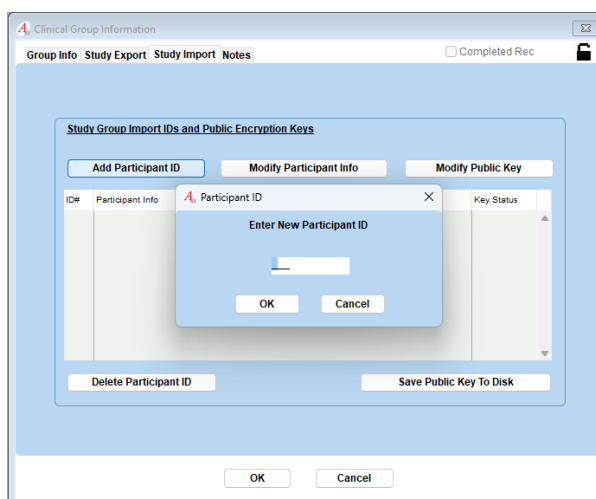 Clinical Group Information
Group Info Study Export Study Import Notes
Completed Rec
Study Group Import IDs and Public Encryption Keys
Add Participant ID Modify Participant Info Modify Public Key
ID# Participant Info Key Status
Participant ID
Enter New Participant ID
OK Cancel
Delete Participant ID Save Public Key To Disk
OK Cancel